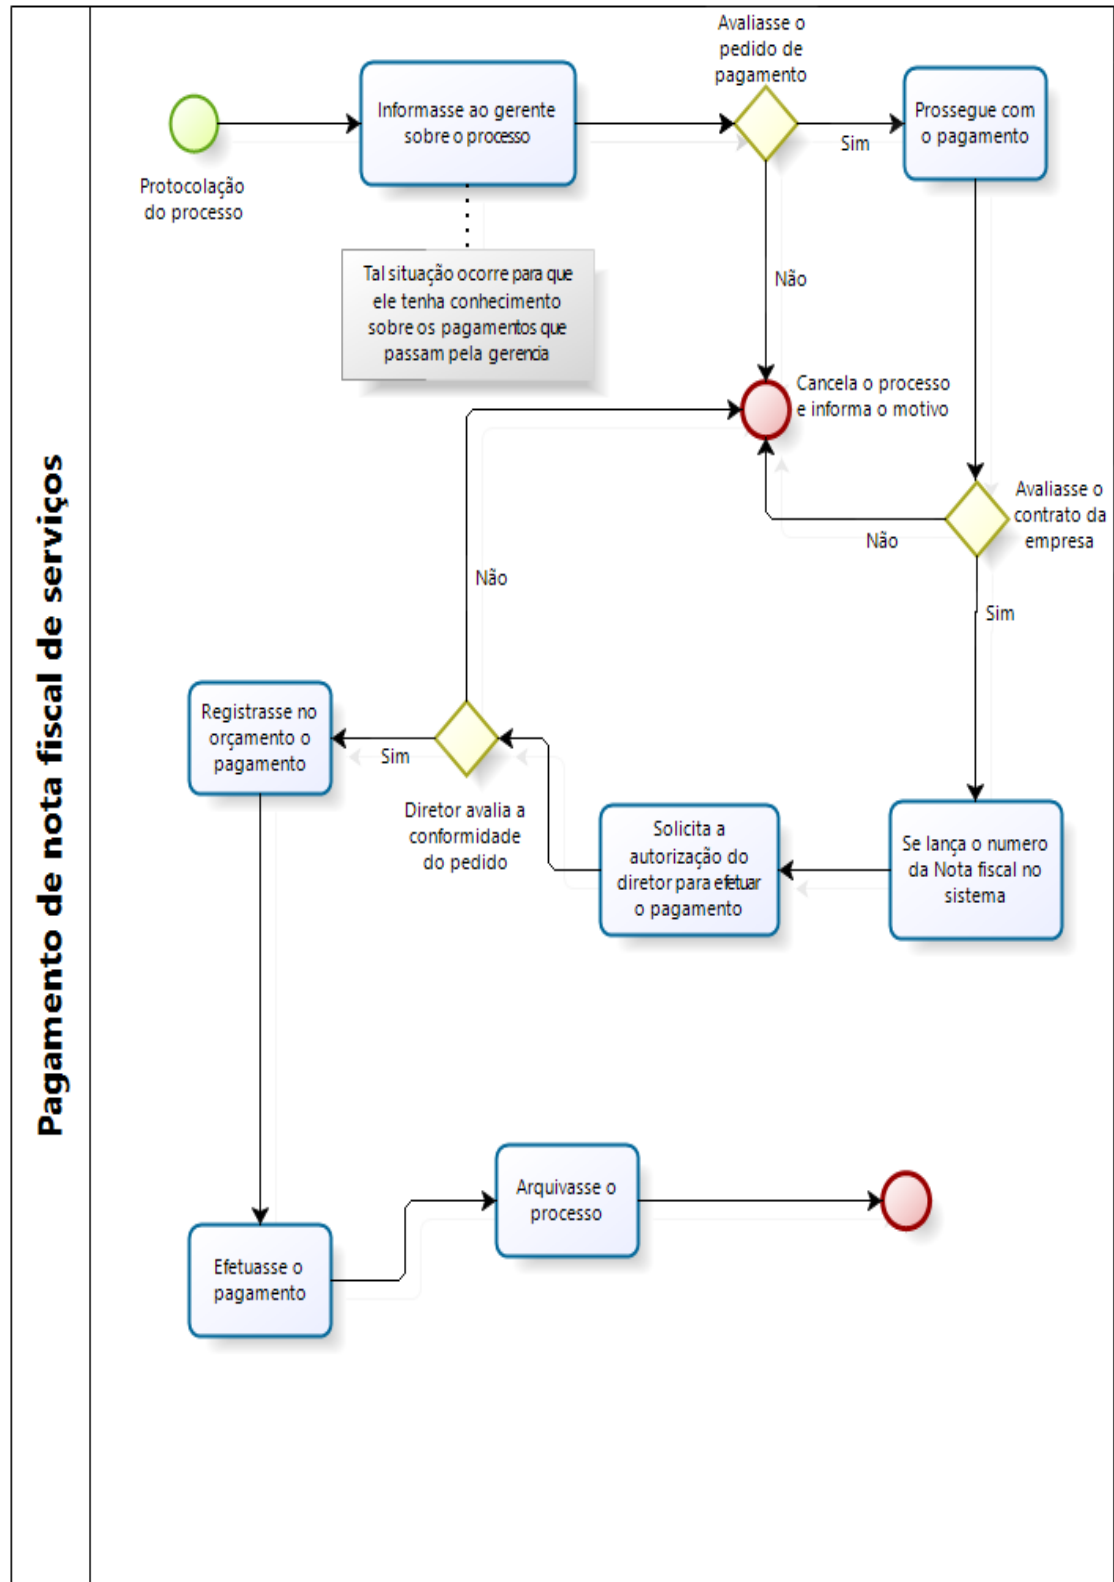 Pagamento de nota fiscal de serviços
Protocolação
do processo
Informasse ao gerente
sobre o processo
Tal situação ocorre para que
ele tenha conhecimento
sobre os pagamentos que
passam pela gerencia
Avaliasse o
pedido de
pagamento
Sim
Não
Prossegue com
o pagamento
Cancela o processo
e informa o motivo
Avaliasse o
contrato da
empresa
Não
Sim
Se lança o numero
da Nota fiscal no
sistema
Solicita a
autorização do
diretor para efetuar
o pagamento
Diretor avalia a
conformidade
do pedido
Não
Sim
Registrasse no
orçamento o
pagamento
Efetuasse o
pagamento
Arquivasse o
processo